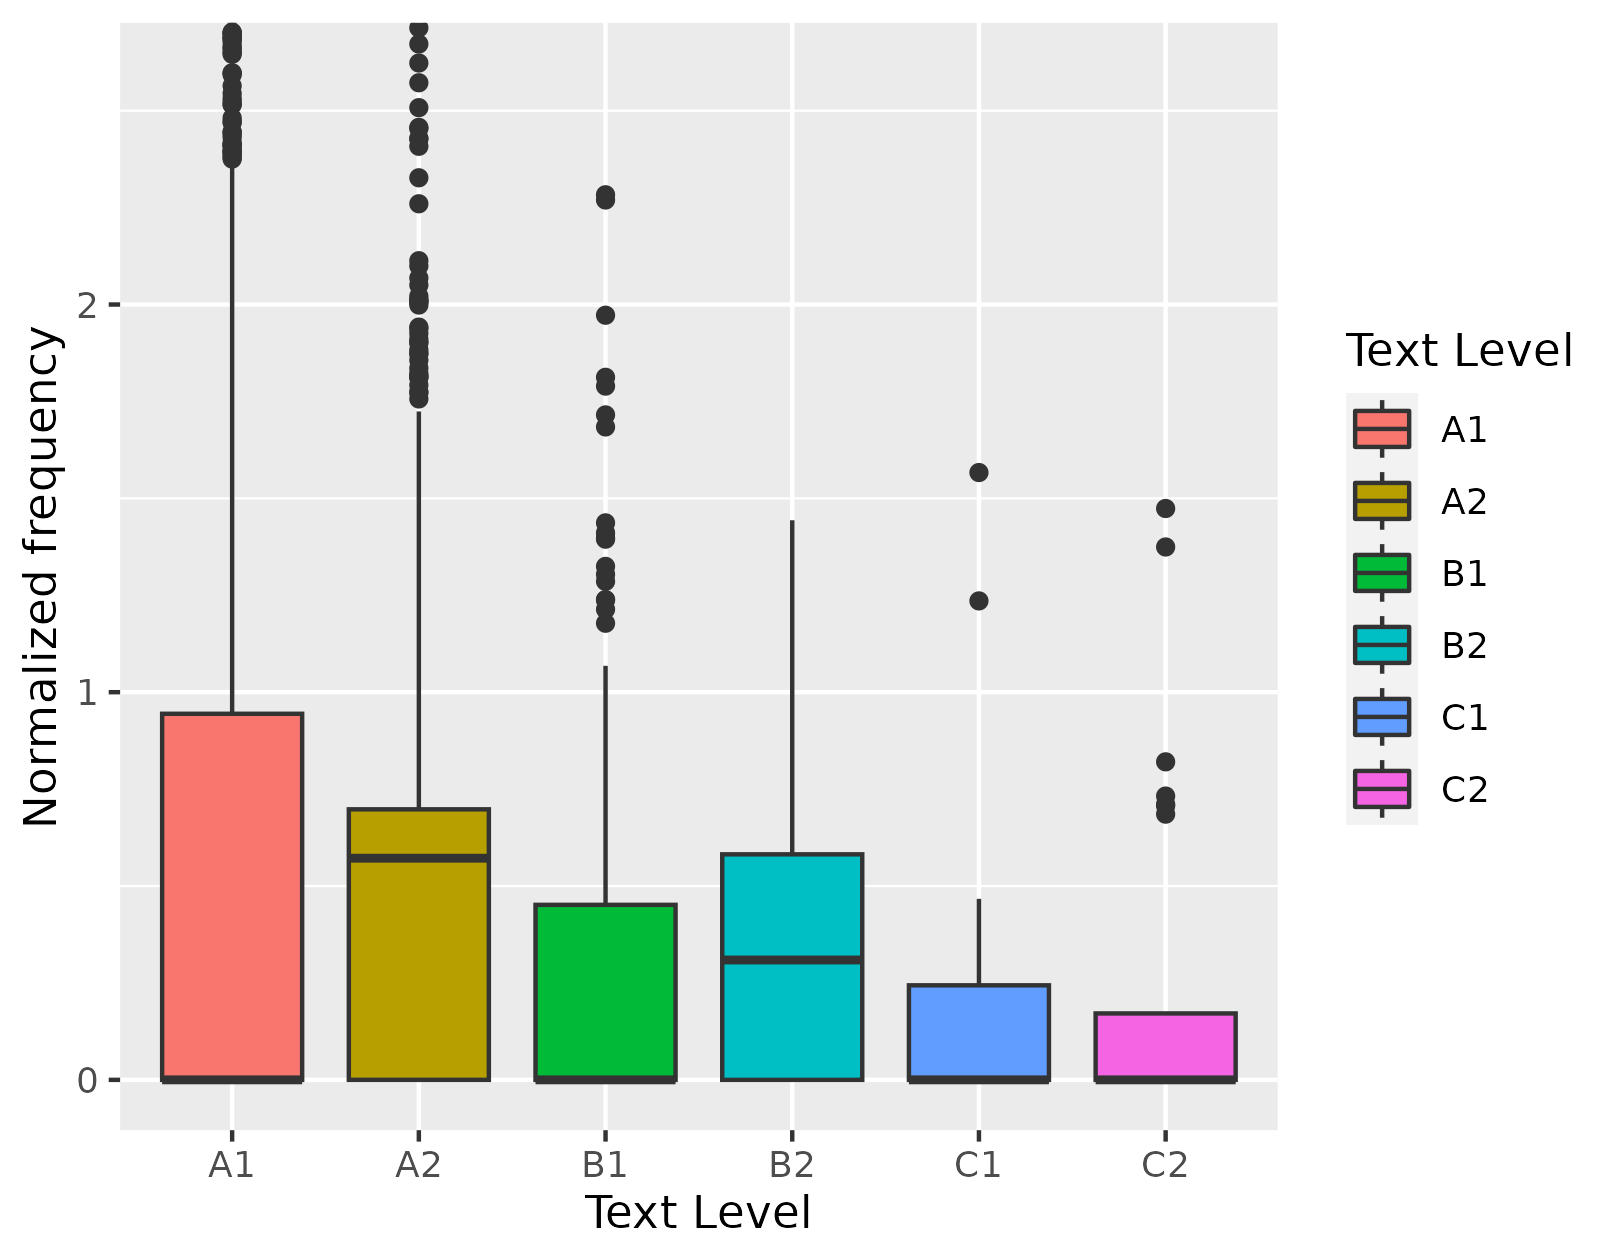 Normalized frequency
2
1
0
A1 A2 B1 B2 C1 C2
Text Level
Text Level
A1
A2
B1
B2
C1
C2